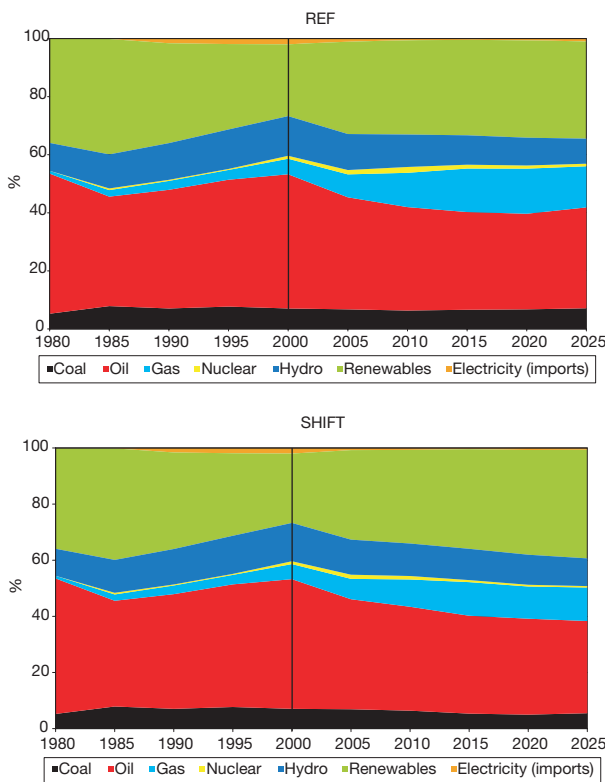 REF
100
80
60
%
40
20
0
1980 1985 1990 1995 2000 2005 2010 2015 2020 2025
Coal Oil Gas Nuclear Hydro Renewables Electricity (imports)
SHIFT
100
80
60
%
40
20
0
1980 1985 1990 1995 2000 2005 2010 2015 2020 2025
Coal Oil Gas Nuclear Hydro Renewables Electricity (imports)